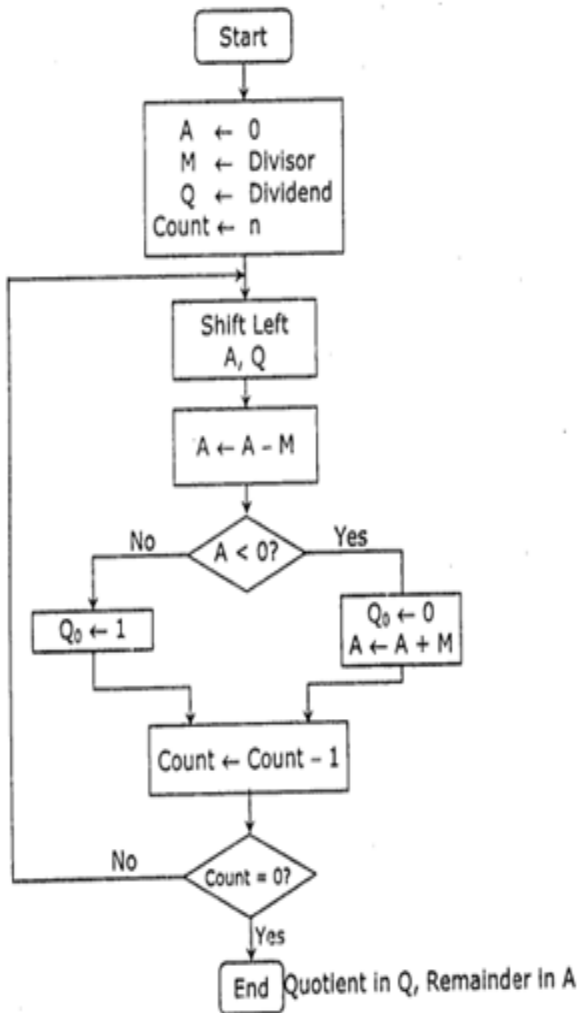 Start
A ← 0
M ← Divisor
Q ← Dividend
Count ← n
Shift Left
A, Q
A ← A – M
A < 0?
No
Yes
Q₀ ← 1
Q₀ ← 0
A ← A + M
Count ← Count – 1
Count = 0?
No
Yes
End
Quotient in Q, Remainder in A